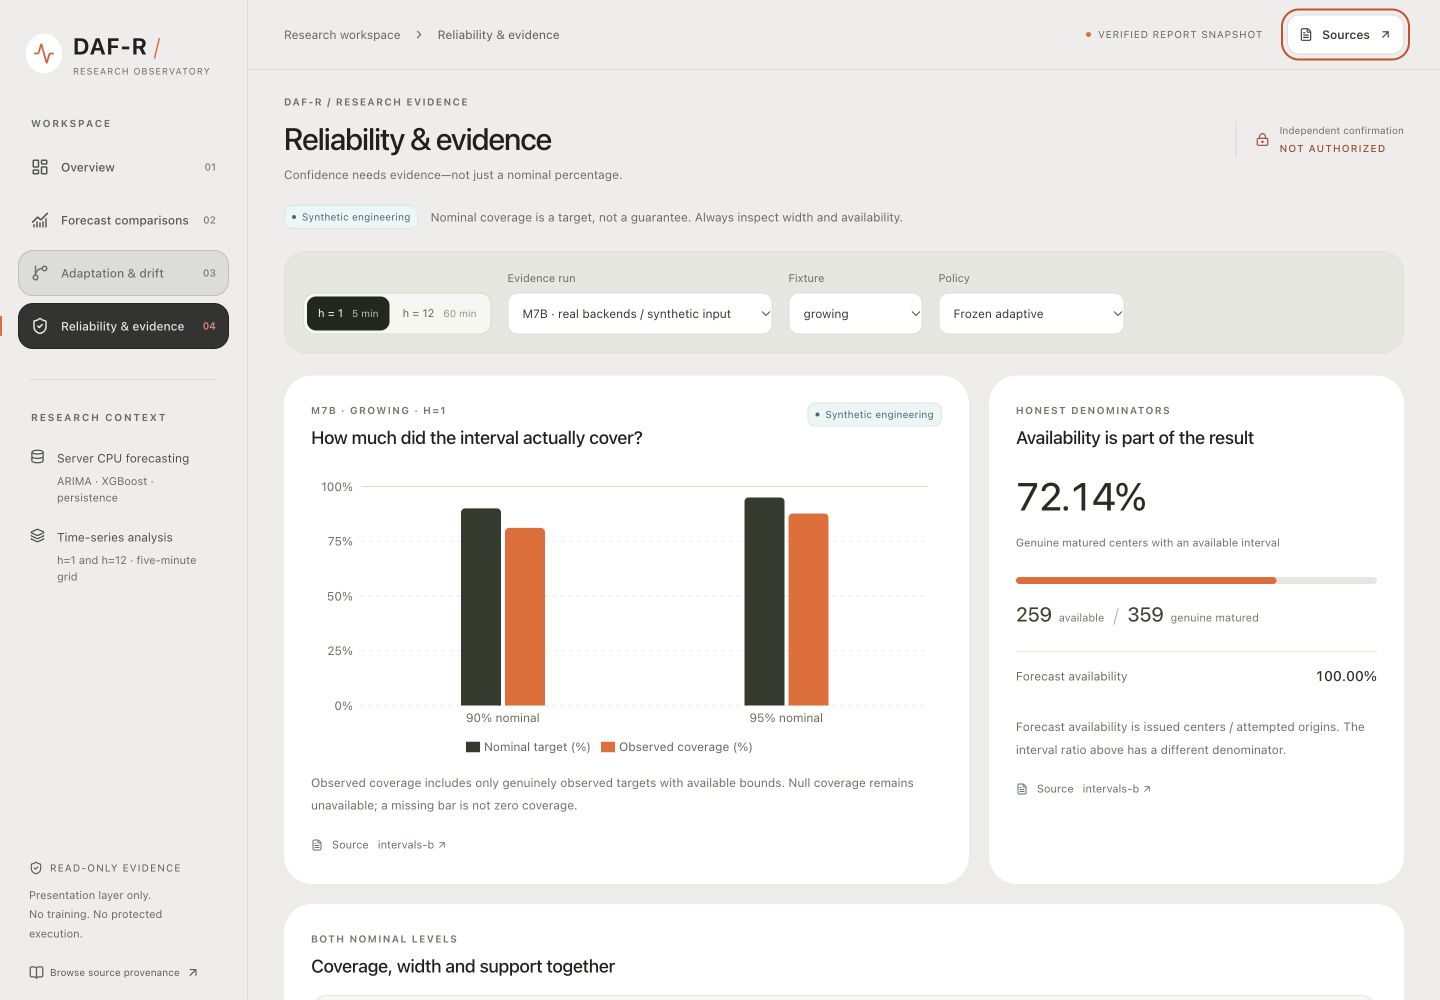 DAF-R /
RESEARCH OBSERVATORY
WORKSPACE
Overview 01
Forecast comparisons 02
Adaptation & drift 03
Reliability & evidence 04
RESEARCH CONTEXT
Server CPU forecasting
ARIMA · XGBoost ·
persistence
Time-series analysis
h=1 and h=12 · five-minute
grid
READ-ONLY EVIDENCE
Presentation layer only.
No training. No protected
execution.
Browse source provenance
Research workspace > Reliability & evidence
VERIFIED REPORT SNAPSHOT
Sources
DAF-R / RESEARCH EVIDENCE
Reliability & evidence
Confidence needs evidence—not just a nominal percentage.
Independent confirmation
NOT AUTHORIZED
Synthetic engineering
Nominal coverage is a target, not a guarantee. Always inspect width and availability.
h = 1 5 min
h = 12 60 min
Evidence run
M7B · real backends / synthetic input
Fixture
growing
Policy
Frozen adaptive
M7B · GROWING · H=1
Synthetic engineering
How much did the interval actually cover?
100%
75%
50%
25%
0%
90% nominal
95% nominal
Nominal target (%)
Observed coverage (%)
Observed coverage includes only genuinely observed targets with available bounds. Null coverage remains
unavailable; a missing bar is not zero coverage.
Source intervals-b
HONEST DENOMINATORS
Availability is part of the result
72.14%
Genuine matured centers with an available interval
259 available / 359 genuine matured
Forecast availability 100.00%
Forecast availability is issued centers / attempted origins. The
interval ratio above has a different denominator.
Source intervals-b
BOTH NOMINAL LEVELS
Coverage, width and support together